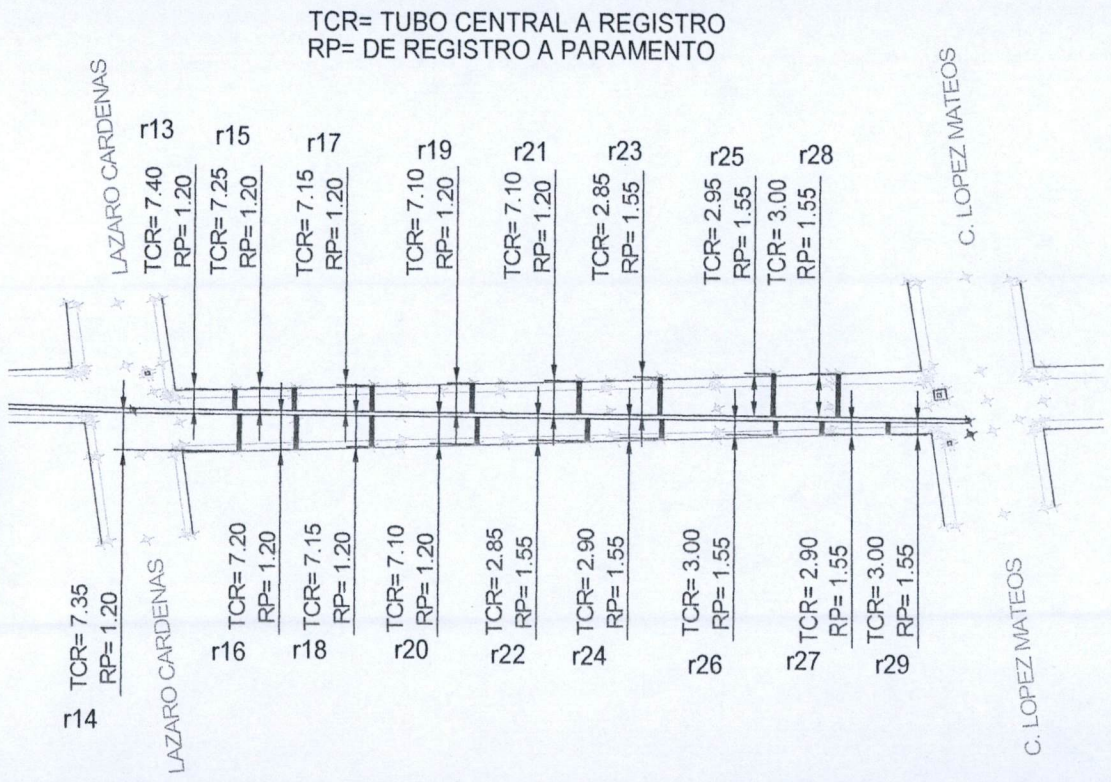 TCR= TUBO CENTRAL A REGISTRO
RP= DE REGISTRO A PARAMENTO
LAZARO CARDENAS
C. LOPEZ MATEOS
r13
TCR= 7.40
RP= 1.20
r15
TCR= 7.25
RP= 1.20
r17
TCR= 7.15
RP= 1.20
r19
TCR= 7.10
RP= 1.20
r21
TCR= 7.10
RP= 1.20
r23
TCR= 2.85
RP= 1.55
r25
TCR= 2.95
RP= 1.55
r28
TCR= 3.00
RP= 1.55
TCR= 7.35
RP= 1.20
r14
LAZARO CARDENAS
TCR= 7.20
RP= 1.20
r16
TCR= 7.15
RP= 1.20
r18
TCR= 7.10
RP= 1.20
r20
TCR= 2.85
RP= 1.55
r22
TCR= 2.90
RP= 1.55
r24
TCR= 3.00
RP= 1.55
r26
TCR= 2.90
RP= 1.55
r27
TCR= 3.00
RP= 1.55
r29
C. LOPEZ MATEOS